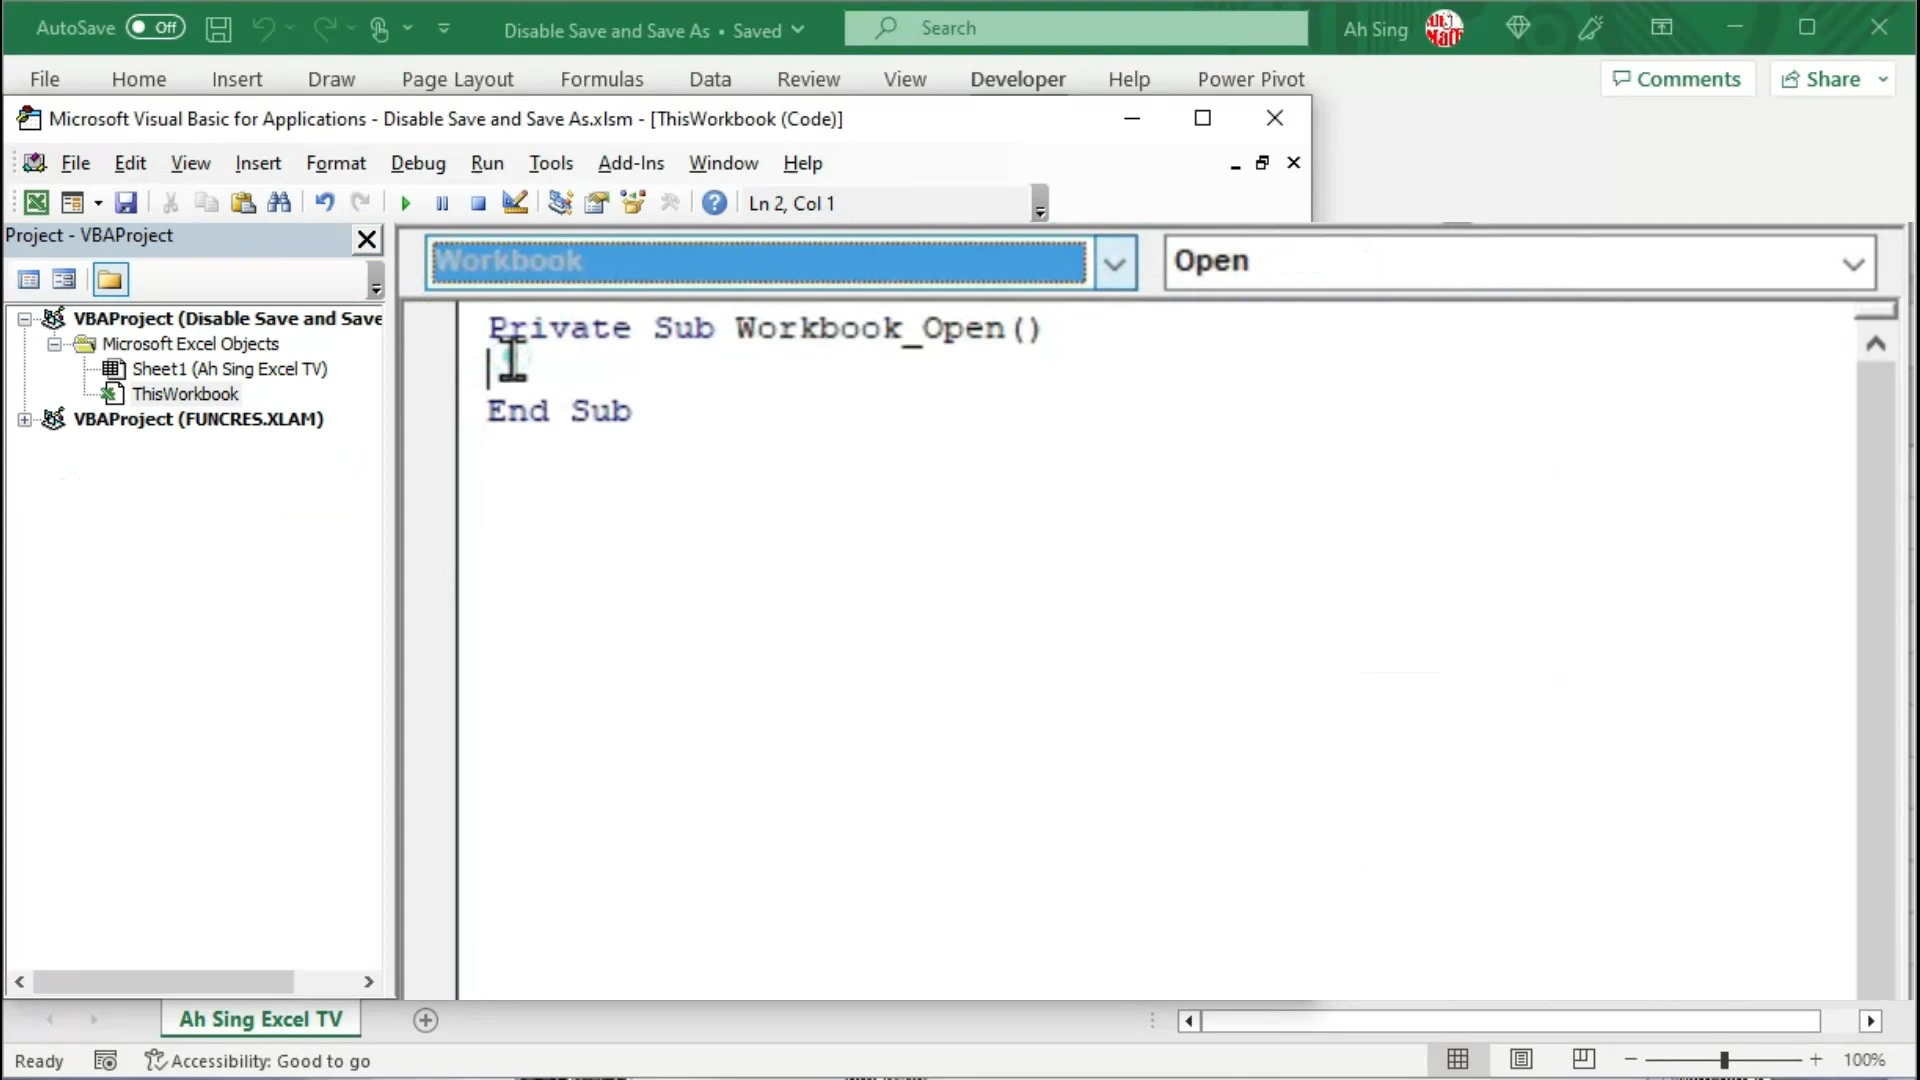 AutoSave Off Disable Save and Save As • Saved Search Ah Sing
File Home Insert Draw Page Layout Formulas Data Review View Developer Help Power Pivot Comments Share
Microsoft Visual Basic for Applications - Disable Save and Save As.xlsm - [ThisWorkbook (Code)]
File Edit View Insert Format Debug Run Tools Add-Ins Window Help
Ln 2, Col 1
Project - VBAProject
Workbook Open
VBAProject (Disable Save and Save
Microsoft Excel Objects
Sheet1 (Ah Sing Excel TV)
ThisWorkbook
VBAProject (FUNCRES.XLAM)
Private Sub Workbook_Open()
End Sub
Ah Sing Excel TV
Ready Accessibility: Good to go 100%